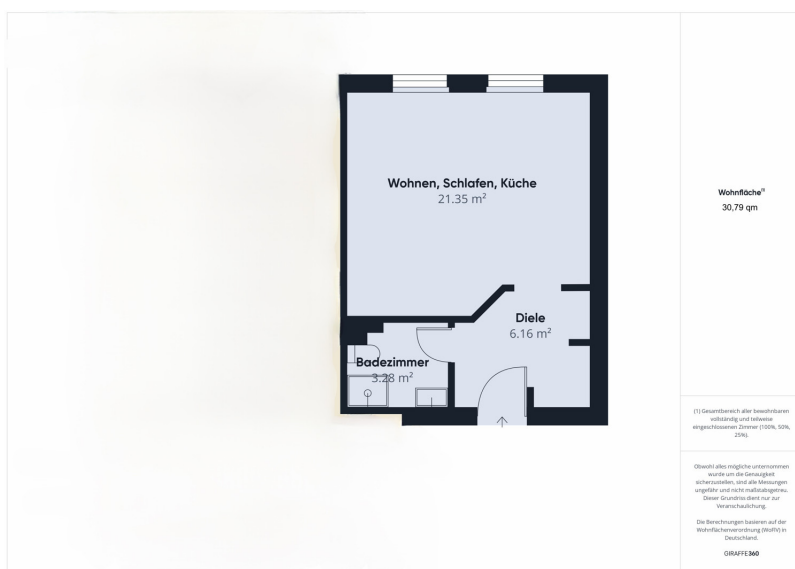 Wohnen, Schlafen, Küche
21.35 m²
Diele
6.16 m²
Badezimmer
3.28 m²
Wohnfläche⁽¹⁾
30,79 qm
(1) Gesamtbereich aller bewohnbaren
vollständig und teilweise
eingeschlossenen Zimmer (100%, 50%,
25%).
Obwohl alles mögliche unternommen
wurde um die Genauigkeit
sicherzustellen, sind alle Messungen
ungefähr und nicht maßstabsgetreu.
Dieser Grundriss dient nur zur
Veranschaulichung.
Die Berechnungen basieren auf der
Wohnflächenverordnung (WoFlV) in
Deutschland.
GIRAFFE360